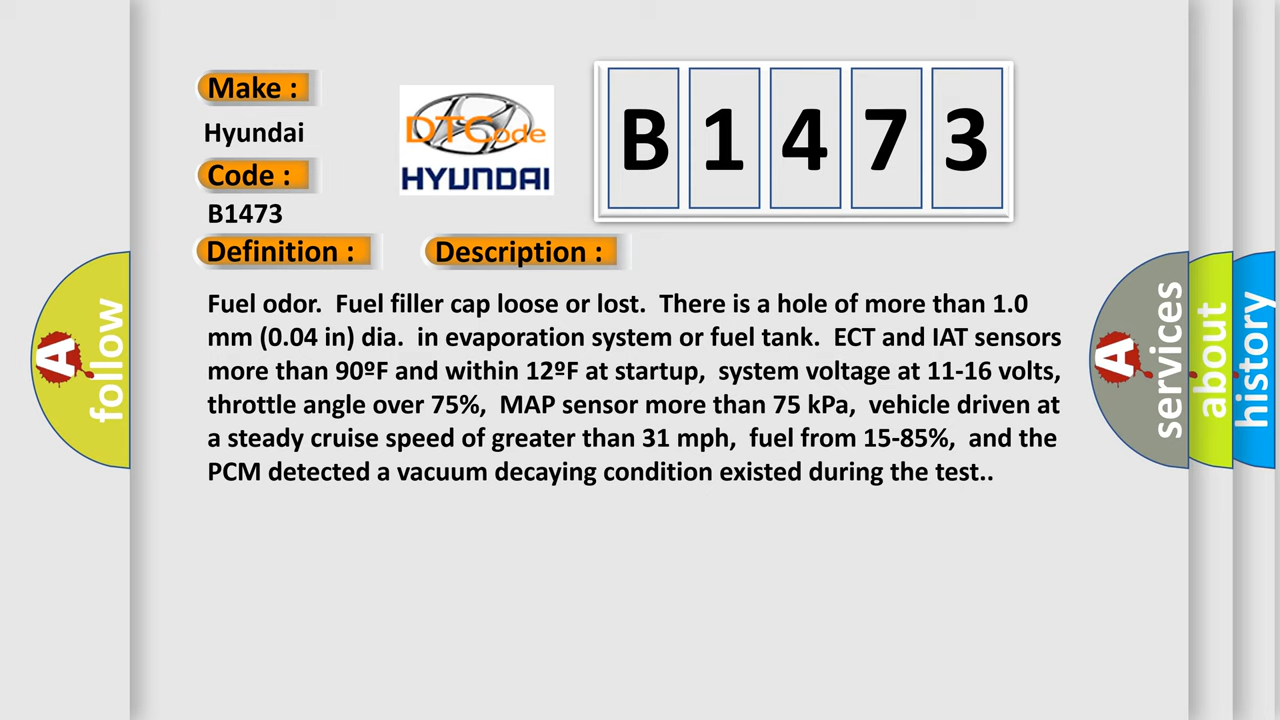 Make :
Hyundai
Code :
B1473
DTCode
HYUNDAI
B1473
Definition :
Description :
Fuel odor. Fuel filler cap loose or lost. There is a hole of more than 1.0
mm (0.04 in) dia. in evaporation system or fuel tank. ECT and IAT sensors
more than 90ºF and within 12ºF at startup, system voltage at 11-16 volts,
throttle angle over 75%, MAP sensor more than 75 kPa, vehicle driven at
a steady cruise speed of greater than 31 mph, fuel from 15-85%, and the
PCM detected a vacuum decaying condition existed during the test..
A
follow
A
services
about
history